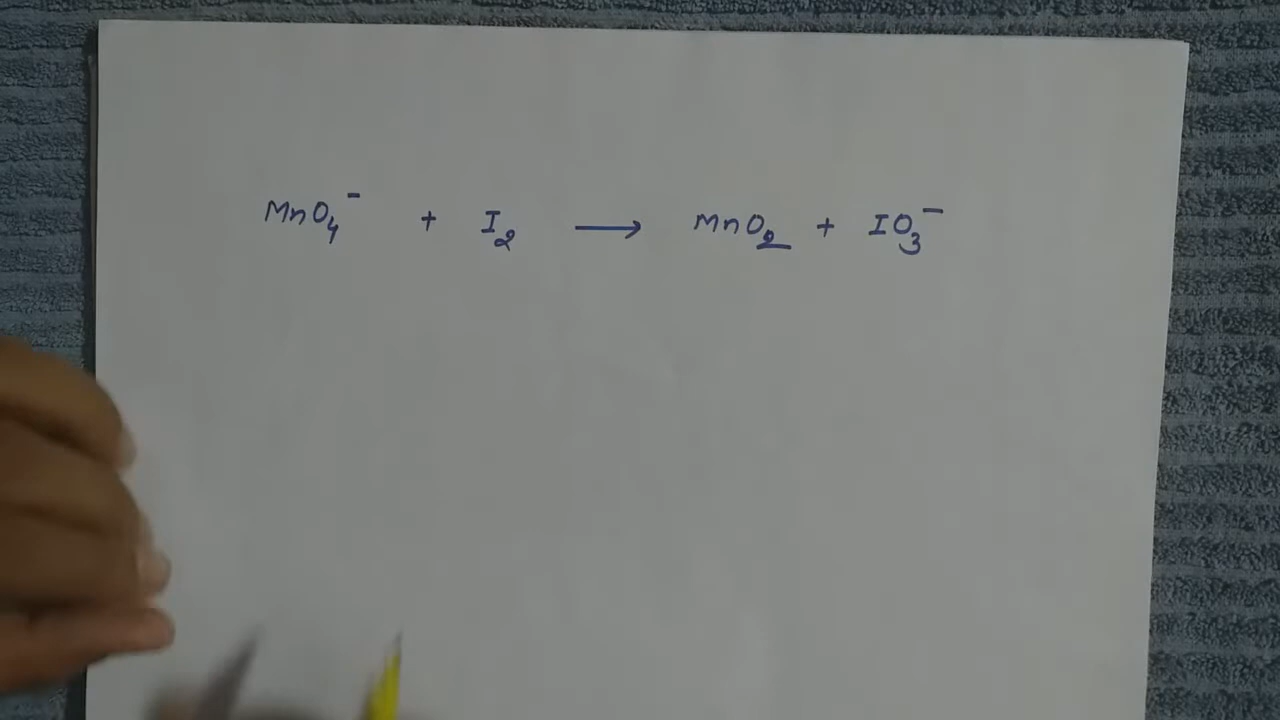 MnO₄⁻ + I₂ ⟶ MnO₂ + IO₃⁻